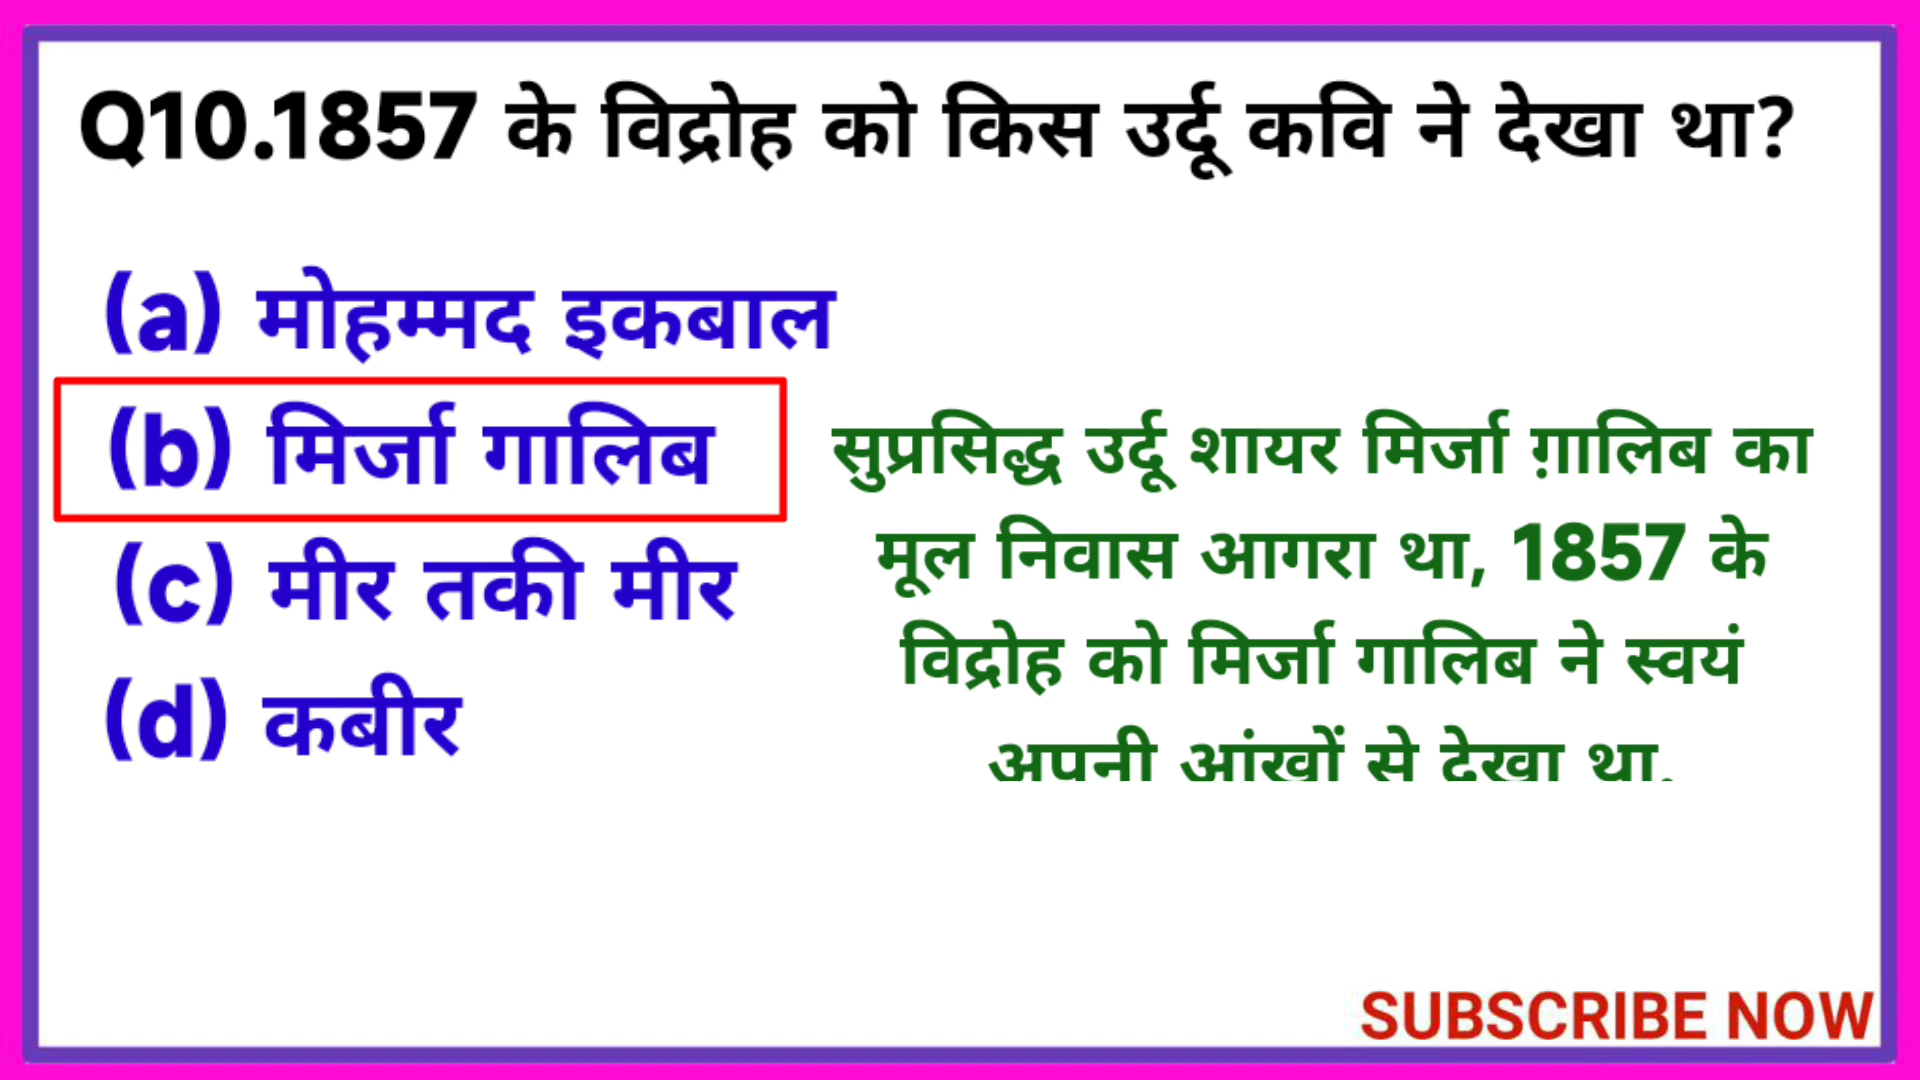 Q10.1857 के विद्रोह को किस उर्दू कवि ने देखा था?
(a) मोहम्मद इकबाल
(b) मिर्जा गालिब
(c) मीर तकी मीर
(d) कबीर
सुप्रसिद्ध उर्दू शायर मिर्जा ग़ालिब का
मूल निवास आगरा था, 1857 के
विद्रोह को मिर्जा गालिब ने स्वयं
अपनी आंखों से देखा था.
SUBSCRIBE NOW